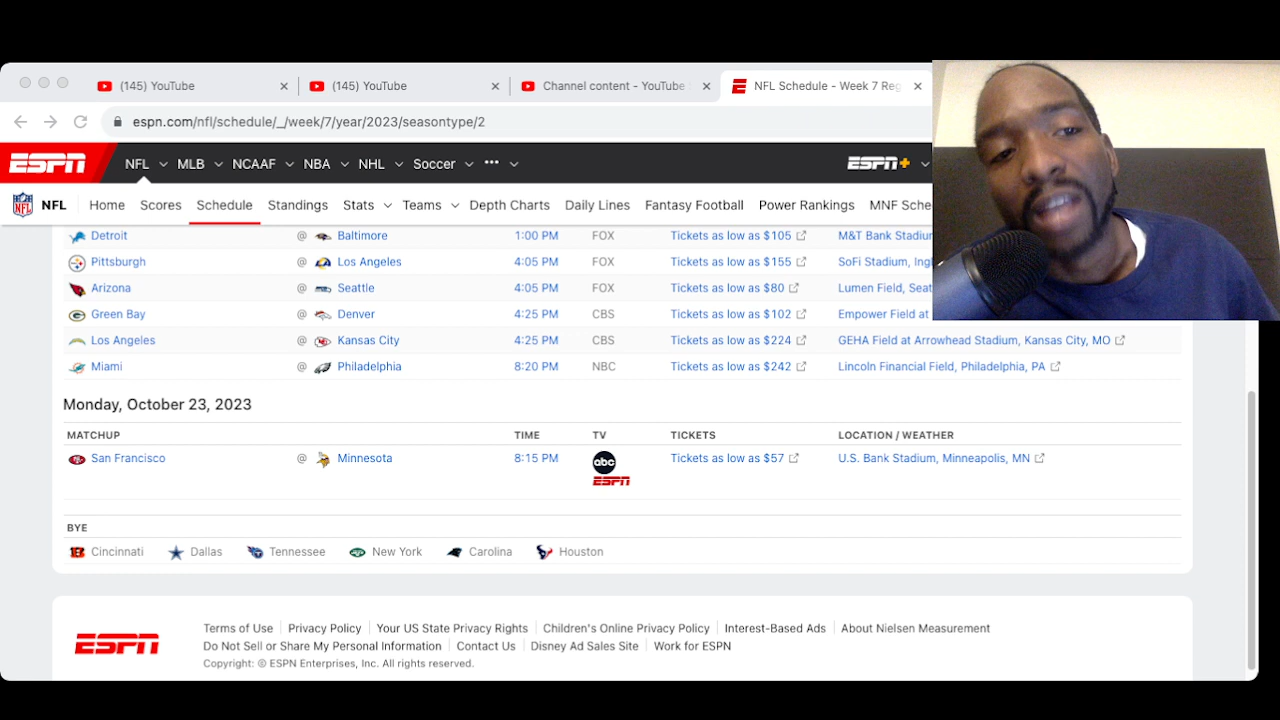 (145) YouTube (145) YouTube Channel content - YouTube NFL Schedule - Week 7 Reg
espn.com/nfl/schedule/_/week/7/year/2023/seasontype/2
ESPN NFL MLB NCAAF NBA NHL Soccer ••• ESPN+
NFL Home Scores Schedule Standings Stats Teams Depth Charts Daily Lines Fantasy Football Power Rankings MNF Sche
Detroit @ Baltimore 1:00 PM FOX Tickets as low as $105 M&T Bank Stadiu
Pittsburgh @ Los Angeles 4:05 PM FOX Tickets as low as $155 SoFi Stadium, Ing
Arizona @ Seattle 4:05 PM FOX Tickets as low as $80 Lumen Field, Seat
Green Bay @ Denver 4:25 PM CBS Tickets as low as $102 Empower Field at
Los Angeles @ Kansas City 4:25 PM CBS Tickets as low as $224 GEHA Field at Arrowhead Stadium, Kansas City, MO
Miami @ Philadelphia 8:20 PM NBC Tickets as low as $242 Lincoln Financial Field, Philadelphia, PA
Monday, October 23, 2023
MATCHUP TIME TV TICKETS LOCATION / WEATHER
San Francisco @ Minnesota 8:15 PM abc Tickets as low as $57 U.S. Bank Stadium, Minneapolis, MN
ESPN
BYE
Cincinnati Dallas Tennessee New York Carolina Houston
ESPN Terms of Use Privacy Policy Your US State Privacy Rights Children's Online Privacy Policy Interest-Based Ads About Nielsen Measurement
Do Not Sell or Share My Personal Information Contact Us Disney Ad Sales Site Work for ESPN
Copyright: © ESPN Enterprises, Inc. All rights reserved.